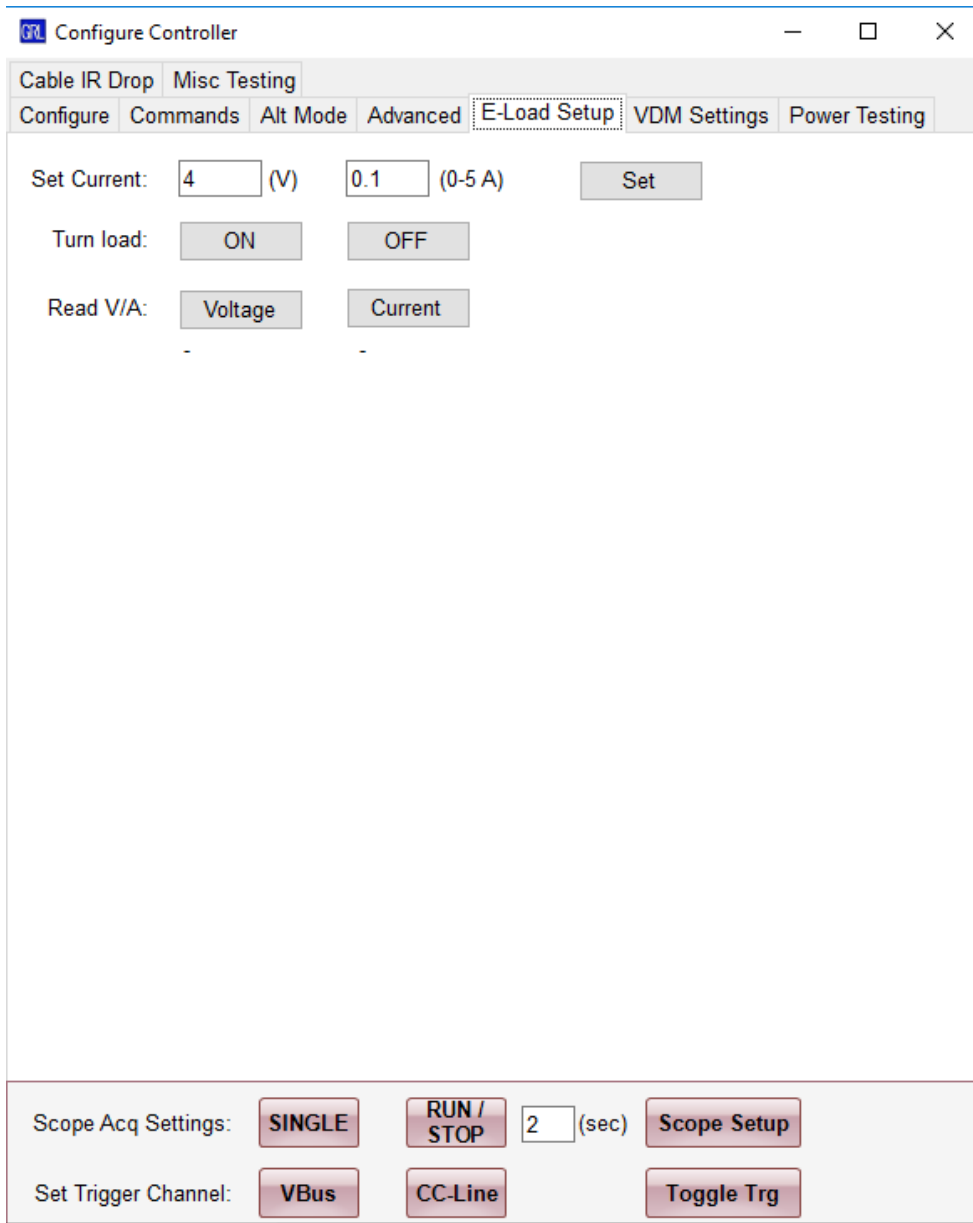 GRL Configure Controller
Cable IR Drop Misc Testing
Configure Commands Alt Mode Advanced E-Load Setup VDM Settings Power Testing
Set Current: 4 (V) 0.1 (0-5 A) Set
Turn load: ON OFF
Read V/A: Voltage Current
- -
Scope Acq Settings: SINGLE RUN / STOP 2 (sec) Scope Setup
Set Trigger Channel: VBus CC-Line Toggle Trg